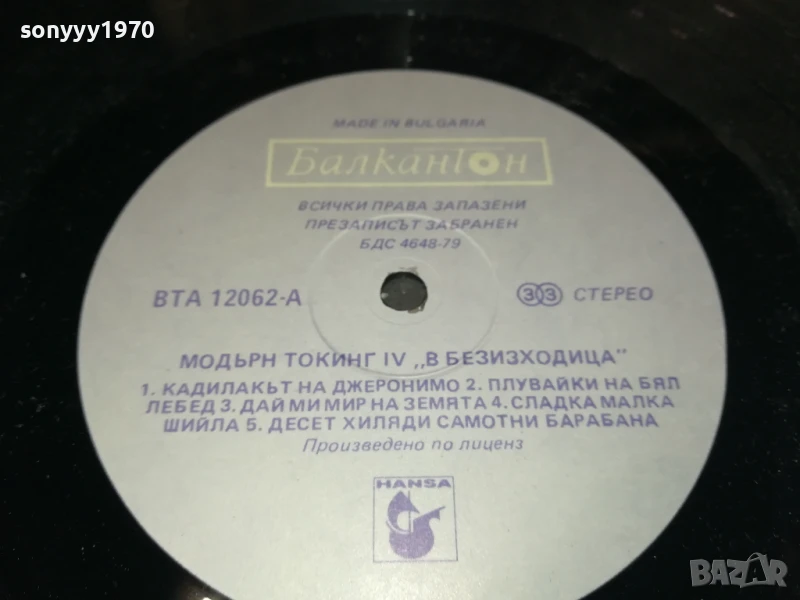 sonyyy1970
MADE IN BULGARIA
Балкантон
ВСИЧКИ ПРАВА ЗАПАЗЕНИ
ПРЕЗАПИСЪТ ЗАБРАНЕН
БДС 4648-79
ВТА 12062-А
33 СТЕРЕО
МОДЪРН ТОКИНГ IV „В БЕЗИЗХОДИЦА"
1. КАДИЛАКЪТ НА ДЖЕРОНИМО 2. ПЛУВАЙКИ НА БЯЛ
ЛЕБЕД 3. ДАЙ МИ МИР НА ЗЕМЯТА 4. СЛАДКА МАЛКА
ШИЙЛА 5. ДЕСЕТ ХИЛЯДИ САМОТНИ БАРАБАНА
Произведено по лиценз
HANSA
BAZAR